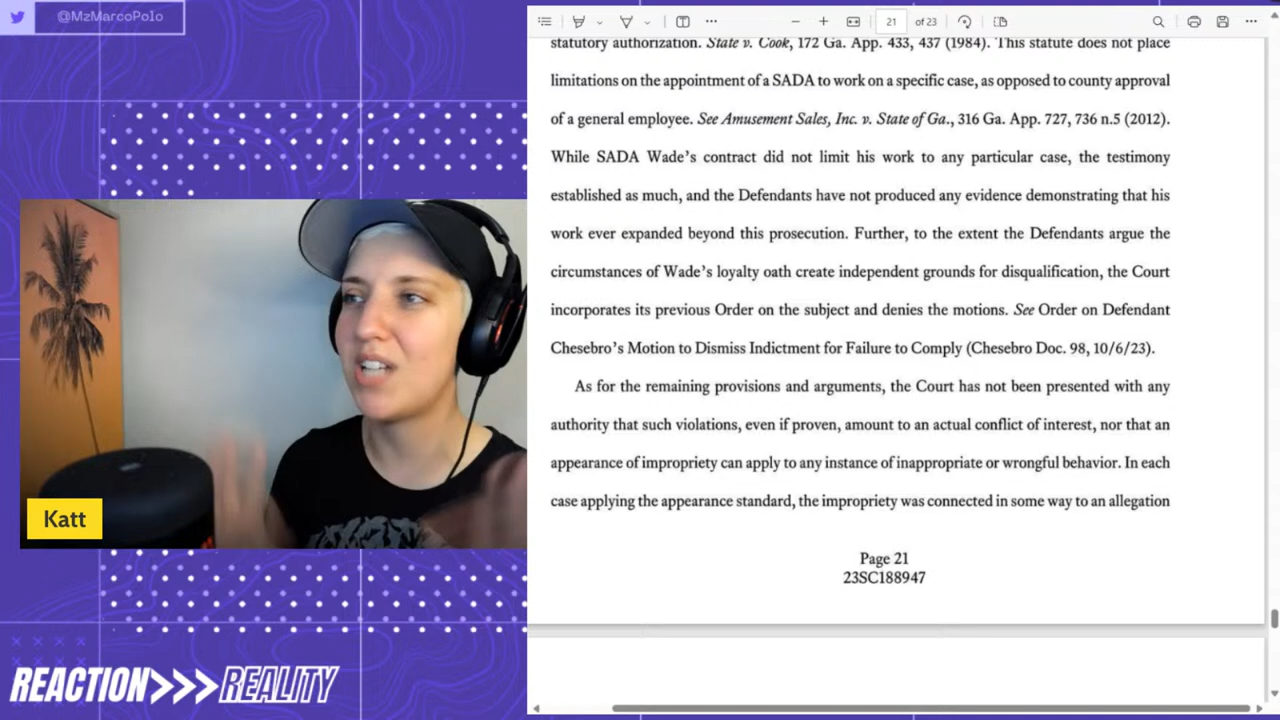 @MzMarcoPolo
21
of 23
statutory authorization. State v. Cook, 172 Ga. App. 433, 437 (1984). This statute does not place
limitations on the appointment of a SADA to work on a specific case, as opposed to county approval
of a general employee. See Amusement Sales, Inc. v. State of Ga., 316 Ga. App. 727, 736 n.5 (2012).
While SADA Wade’s contract did not limit his work to any particular case, the testimony
established as much, and the Defendants have not produced any evidence demonstrating that his
work ever expanded beyond this prosecution. Further, to the extent the Defendants argue the
circumstances of Wade’s loyalty oath create independent grounds for disqualification, the Court
incorporates its previous Order on the subject and denies the motions. See Order on Defendant
Chesebro’s Motion to Dismiss Indictment for Failure to Comply (Chesebro Doc. 98, 10/6/23).
As for the remaining provisions and arguments, the Court has not been presented with any
authority that such violations, even if proven, amount to an actual conflict of interest, nor that an
appearance of impropriety can apply to any instance of inappropriate or wrongful behavior. In each
case applying the appearance standard, the impropriety was connected in some way to an allegation
Page 21
23SC188947
Katt
REACTION>>>REALITY